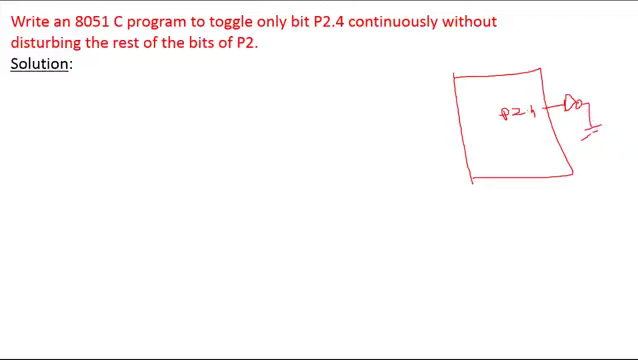 Write an 8051 C program to toggle only bit P2.4 continuously without
disturbing the rest of the bits of P2.
Solution:
P2.4